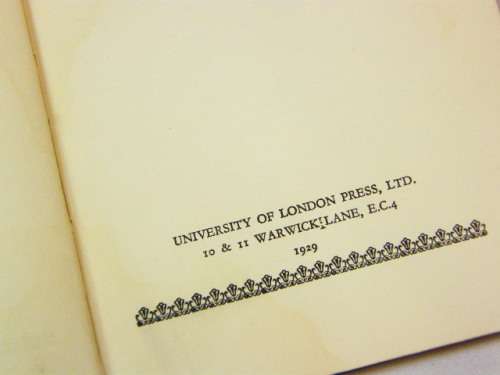 UNIVERSITY OF LONDON PRESS, LTD.
10 & 11 WARWICK LANE, E.C.4
1929